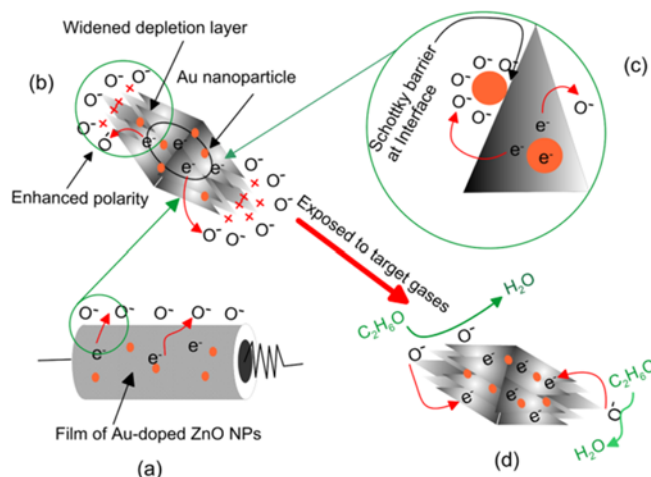 Widened depletion layer
(b)
O⁻ O⁻ O⁻ O⁻ O⁻ O⁻ O⁻
Au nanoparticle
e⁻ e⁻ e⁻ e⁻ e⁻
Enhanced polarity
O⁻ O⁻ O⁻ O⁻ O⁻ O⁻ O⁻ O⁻
Schottky barrier
at Interface
O⁻ O⁻ O⁻ O⁻ O⁻ O⁻
(c)
e⁻ e⁻ e⁻
Exposed to target gases
O⁻ O⁻ O⁻ O⁻ O⁻
e⁻ e⁻ e⁻
Film of Au-doped ZnO NPs
(a)
C₂H₆O
H₂O
O⁻ O⁻
e⁻ e⁻ e⁻ e⁻ e⁻ e⁻
O⁻
C₂H₆O
H₂O
(d)